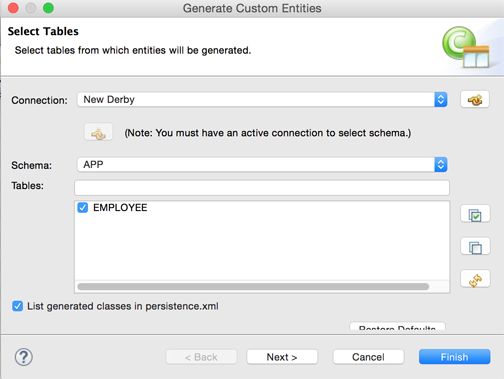 Generate Custom Entities
Select Tables
Select tables from which entities will be generated.
Connection: New Derby
(Note: You must have an active connection to select schema.)
Schema: APP
Tables:
EMPLOYEE
List generated classes in persistence.xml
Restore Defaults
? < Back Next > Cancel Finish